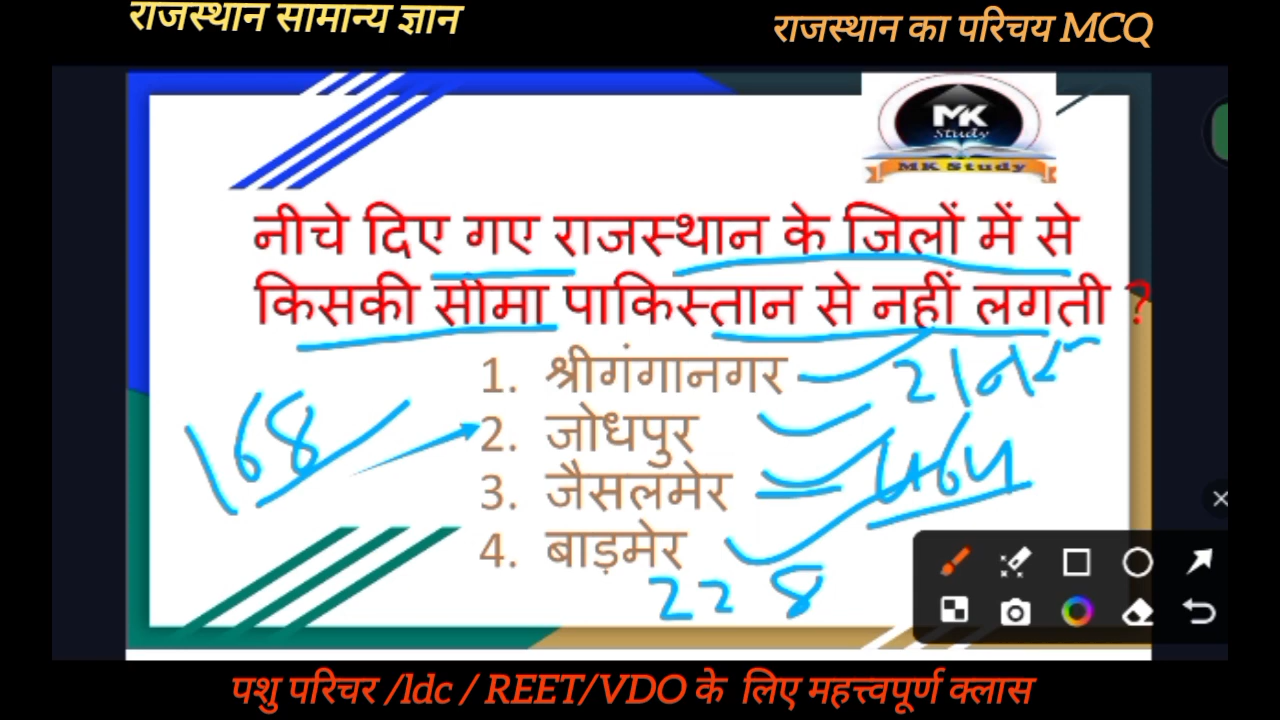 राजस्थान सामान्य ज्ञान
राजस्थान का परिचय MCQ
MK
Study
MK Study
नीचे दिए गए राजस्थान के जिलों में से
किसकी सीमा पाकिस्तान से नहीं लगती ?
1. श्रीगंगानगर
2. जोधपुर
3. जैसलमेर
4. बाड़मेर
168
464
228
पशु परिचर /ldc / REET/VDO के लिए महत्त्वपूर्ण क्लास